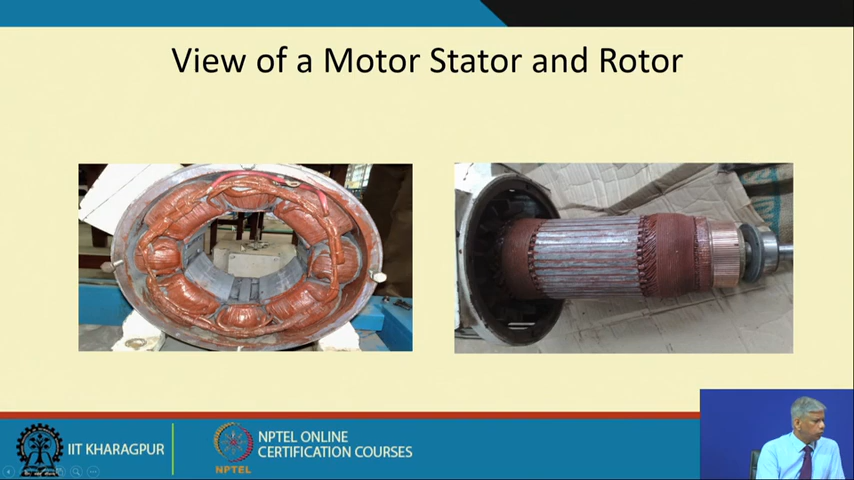 View of a Motor Stator and Rotor
IIT KHARAGPUR
NPTEL
NPTEL ONLINE
CERTIFICATION COURSES